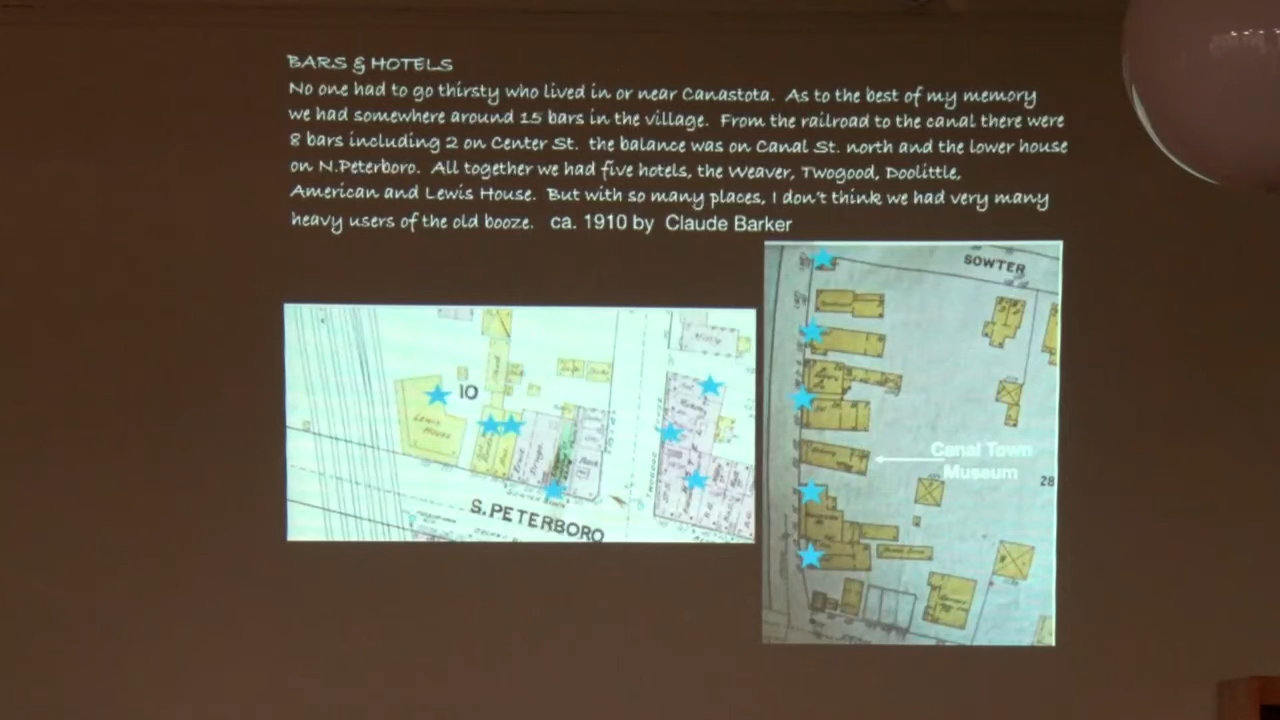 BARS & HOTELS
No one had to go thirsty who lived in or near Canastota. As to the best of my memory
we had somewhere around 15 bars in the village. From the railroad to the canal there were
8 bars including 2 on Center St. the balance was on Canal St. north and the lower house
on N.Peterboro. All together we had five hotels, the Weaver, Twogood, Doolittle,
American and Lewis House. But with so many places, I don't think we had very many
heavy users of the old booze. ca. 1910 by Claude Barker
SOWTER
10
LEWIS
HOUSE
Canal Town
Museum
28
S. PETERBORO